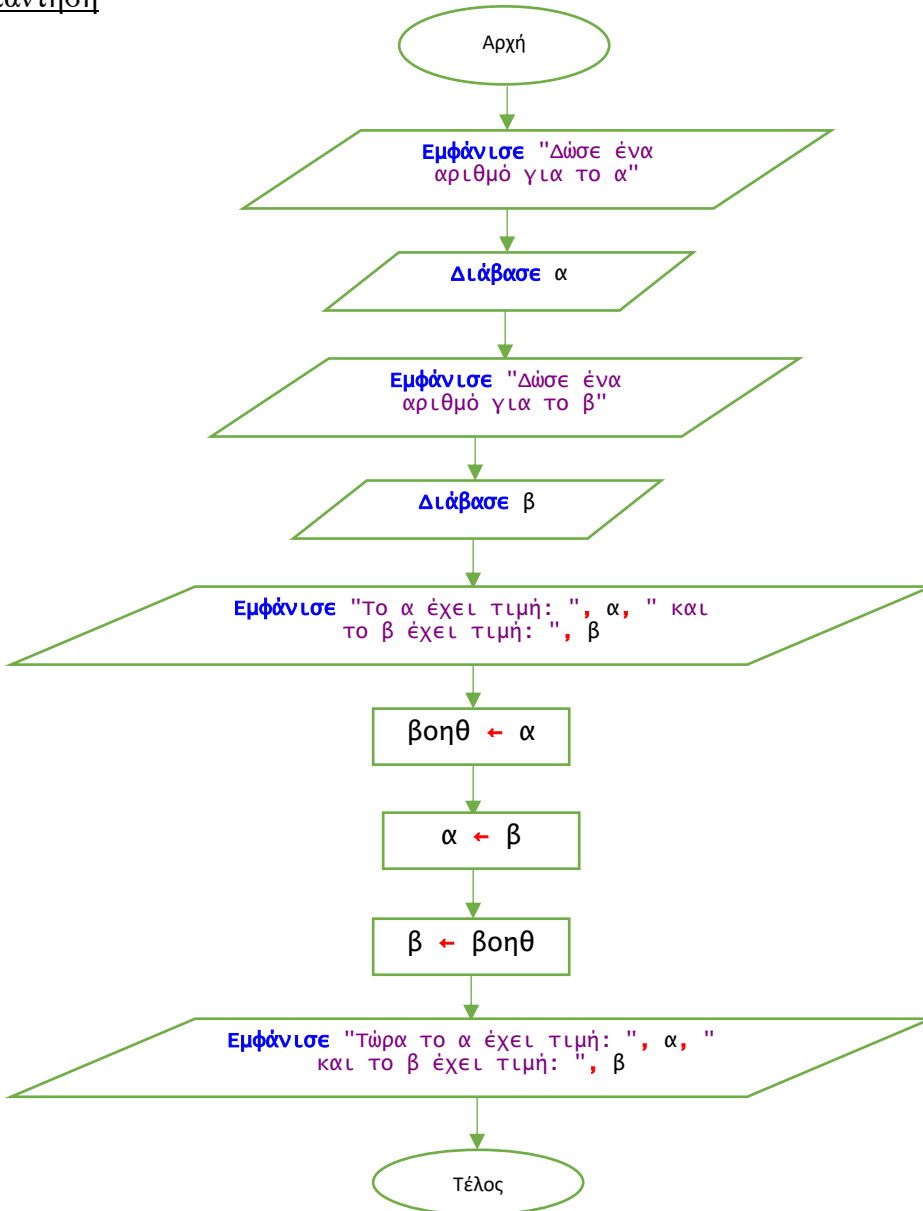 Αρχή
Εμφάνισε "Δώσε ένα
αριθμό για το α"
Διάβασε α
Εμφάνισε "Δώσε ένα
αριθμό για το β"
Διάβασε β
Εμφάνισε "Το α έχει τιμή: ", α, " και
το β έχει τιμή: ", β
βοηθ ← α
α ← β
β ← βοηθ
Εμφάνισε "Τώρα το α έχει τιμή: ", α, "
και το β έχει τιμή: ", β
Τέλος